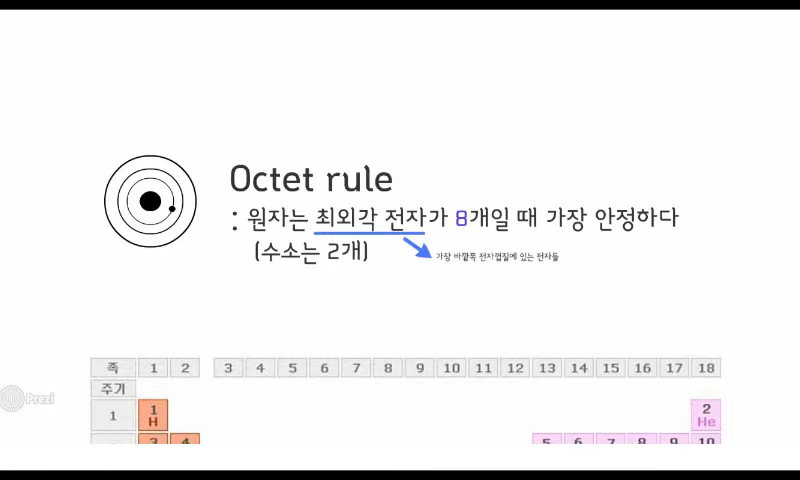 Octet rule
: 원자는 최외각 전자가 8개일 때 가장 안정하다
(수소는 2개)
가장 바깥쪽 전자껍질에 있는 전자들
족 1 2 3 4 5 6 7 8 9 10 11 12 13 14 15 16 17 18
주기
Prezi
1 1 2
H He
3 4 5 6 7 8 9 10